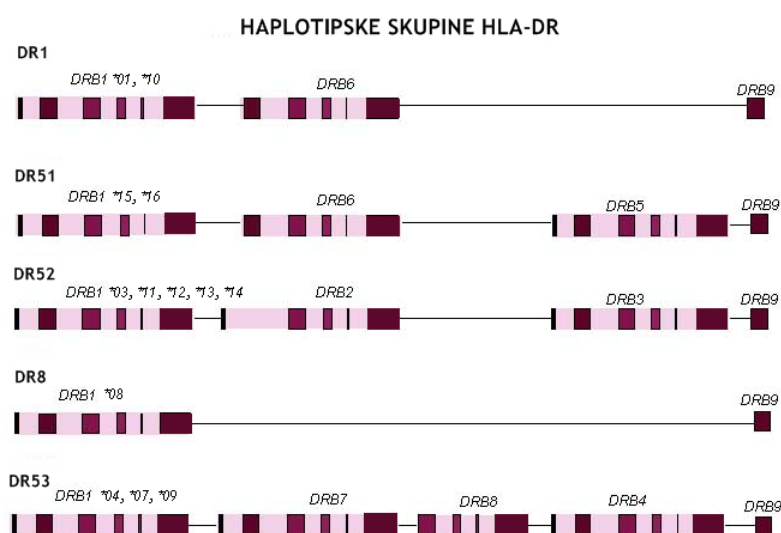 HAPLOTIPSKE SKUPINE HLA-DR
DR1
DRB1 *01, *10
DRB6
DRB9
DR51
DRB1 *15, *16
DRB6
DRB5
DRB9
DR52
DRB1 *03, *11, *12, *13, *14
DRB2
DRB3
DRB9
DR8
DRB1 *08
DRB9
DR53
DRB1 *04, *07, *09
DRB7
DRB8
DRB4
DRB9